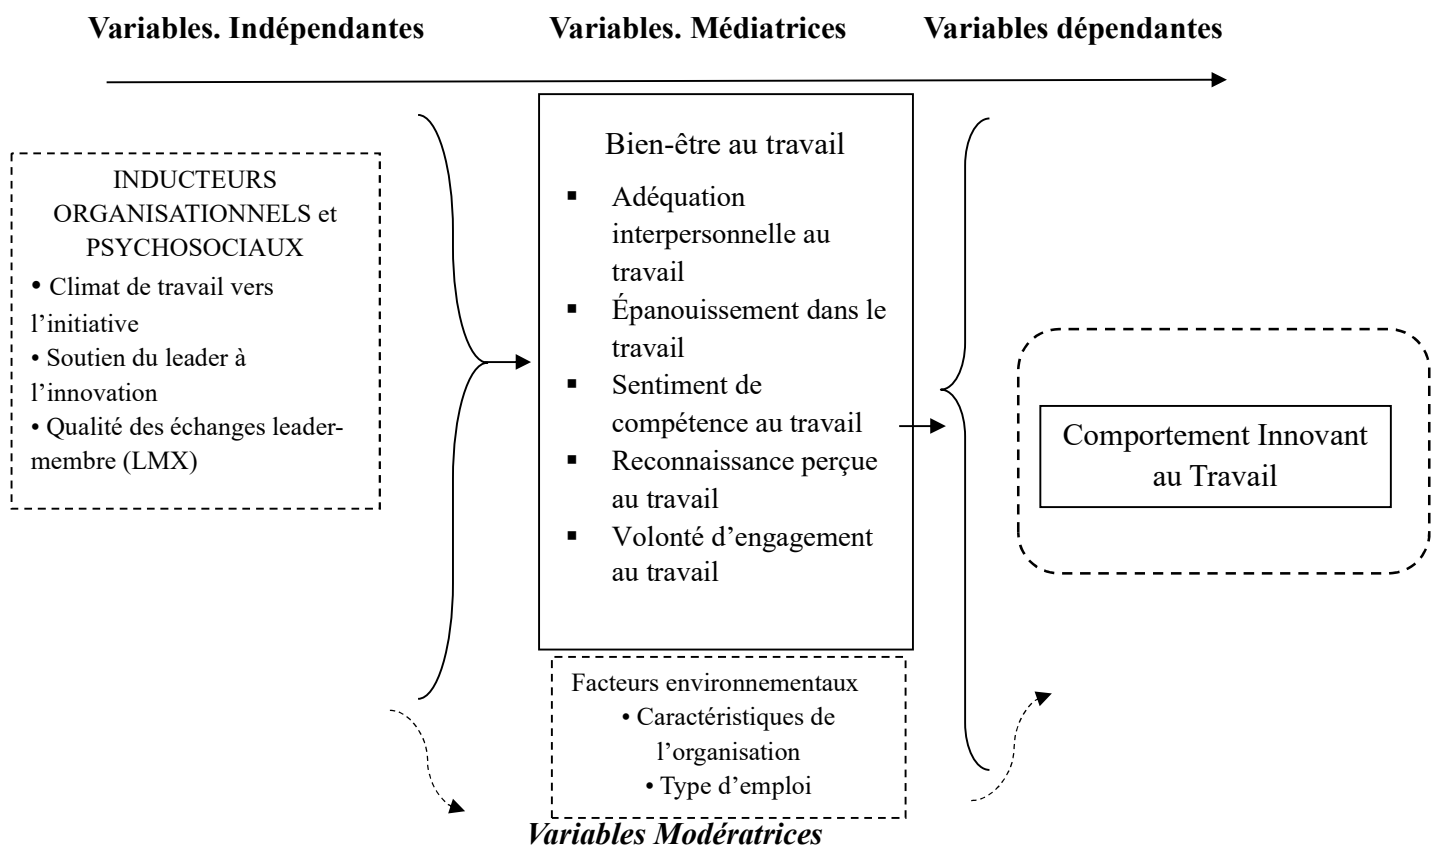 Variables. Indépendantes
Variables. Médiatrices
Variables dépendantes
INDUCTEURS
ORGANISATIONNELS et
PSYCHOSOCIAUX
• Climat de travail vers
l’initiative
• Soutien du leader à
l’innovation
• Qualité des échanges leader-
membre (LMX)
Bien-être au travail
▪ Adéquation
interpersonnelle au
travail
▪ Épanouissement dans le
travail
▪ Sentiment de
compétence au travail
▪ Reconnaissance perçue
au travail
▪ Volonté d’engagement
au travail
Comportement Innovant
au Travail
Facteurs environnementaux
• Caractéristiques de
l’organisation
• Type d’emploi
Variables Modératrices